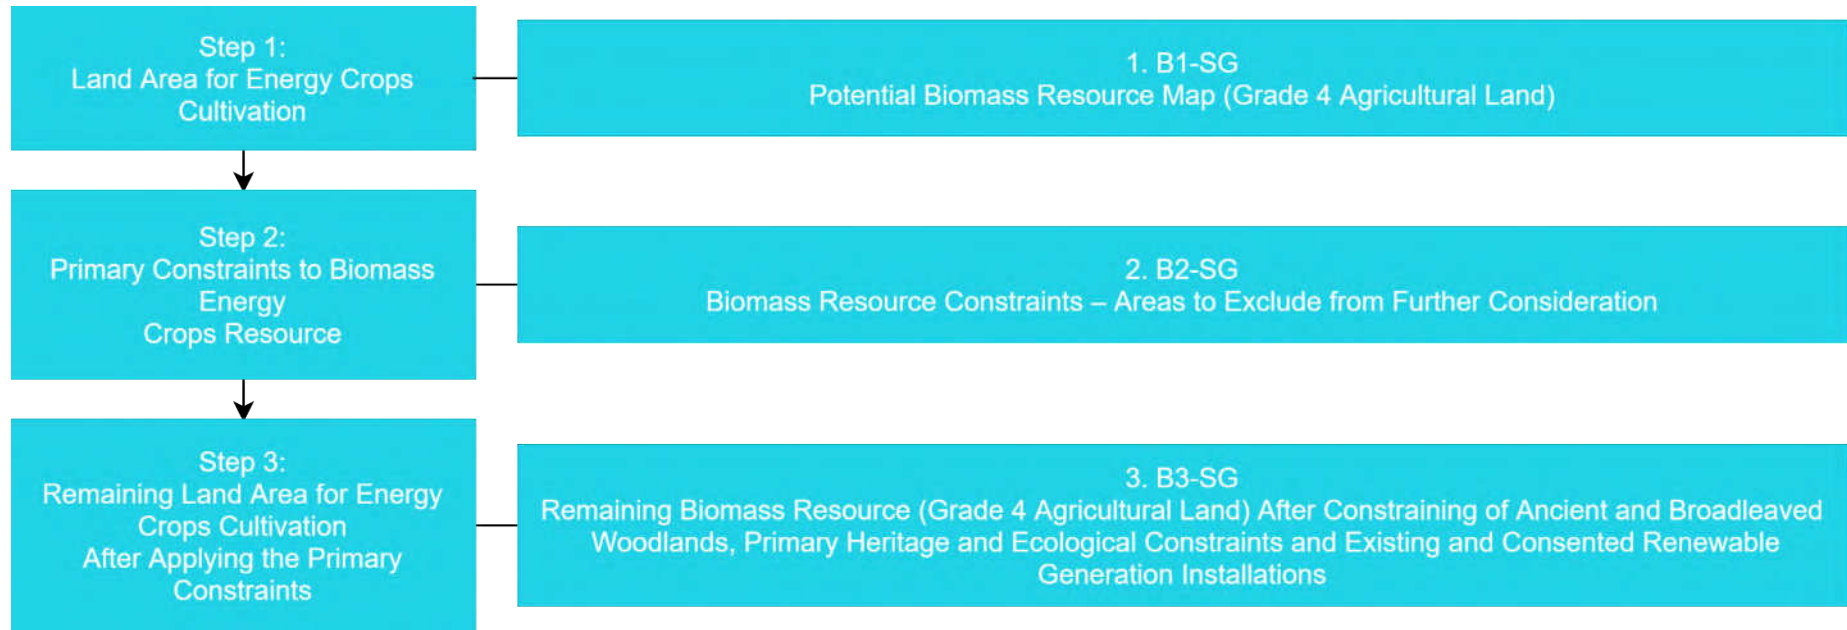 Step 1:
Land Area for Energy Crops
Cultivation
1. B1-SG
Potential Biomass Resource Map (Grade 4 Agricultural Land)
Step 2:
Primary Constraints to Biomass
Energy
Crops Resource
2. B2-SG
Biomass Resource Constraints – Areas to Exclude from Further Consideration
Step 3:
Remaining Land Area for Energy
Crops Cultivation
After Applying the Primary
Constraints
3. B3-SG
Remaining Biomass Resource (Grade 4 Agricultural Land) After Constraining of Ancient and Broadleaved
Woodlands, Primary Heritage and Ecological Constraints and Existing and Consented Renewable
Generation Installations